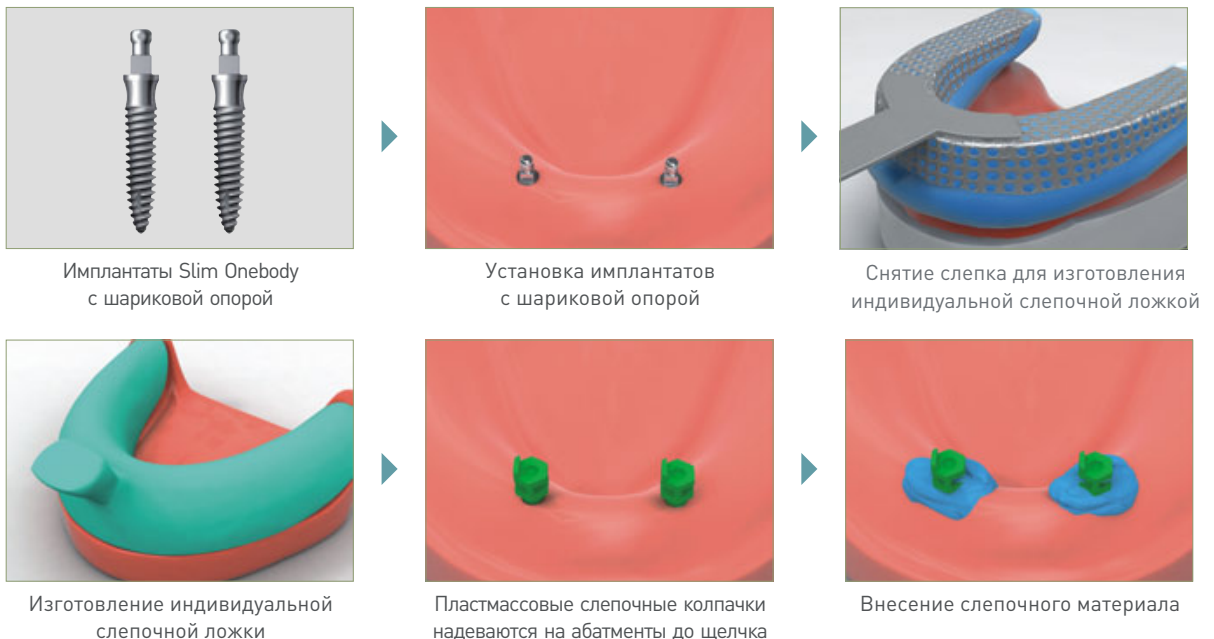 Имплантаты Slim Onebody
с шариковой опорой
Установка имплантатов
с шариковой опорой
Снятие слепка для изготовления
индивидуальной слепочной ложкой
Изготовление индивидуальной
слепочной ложки
Пластмассовые слепочные колпачки
надеваются на абатменты до щелчка
Внесение слепочного материала